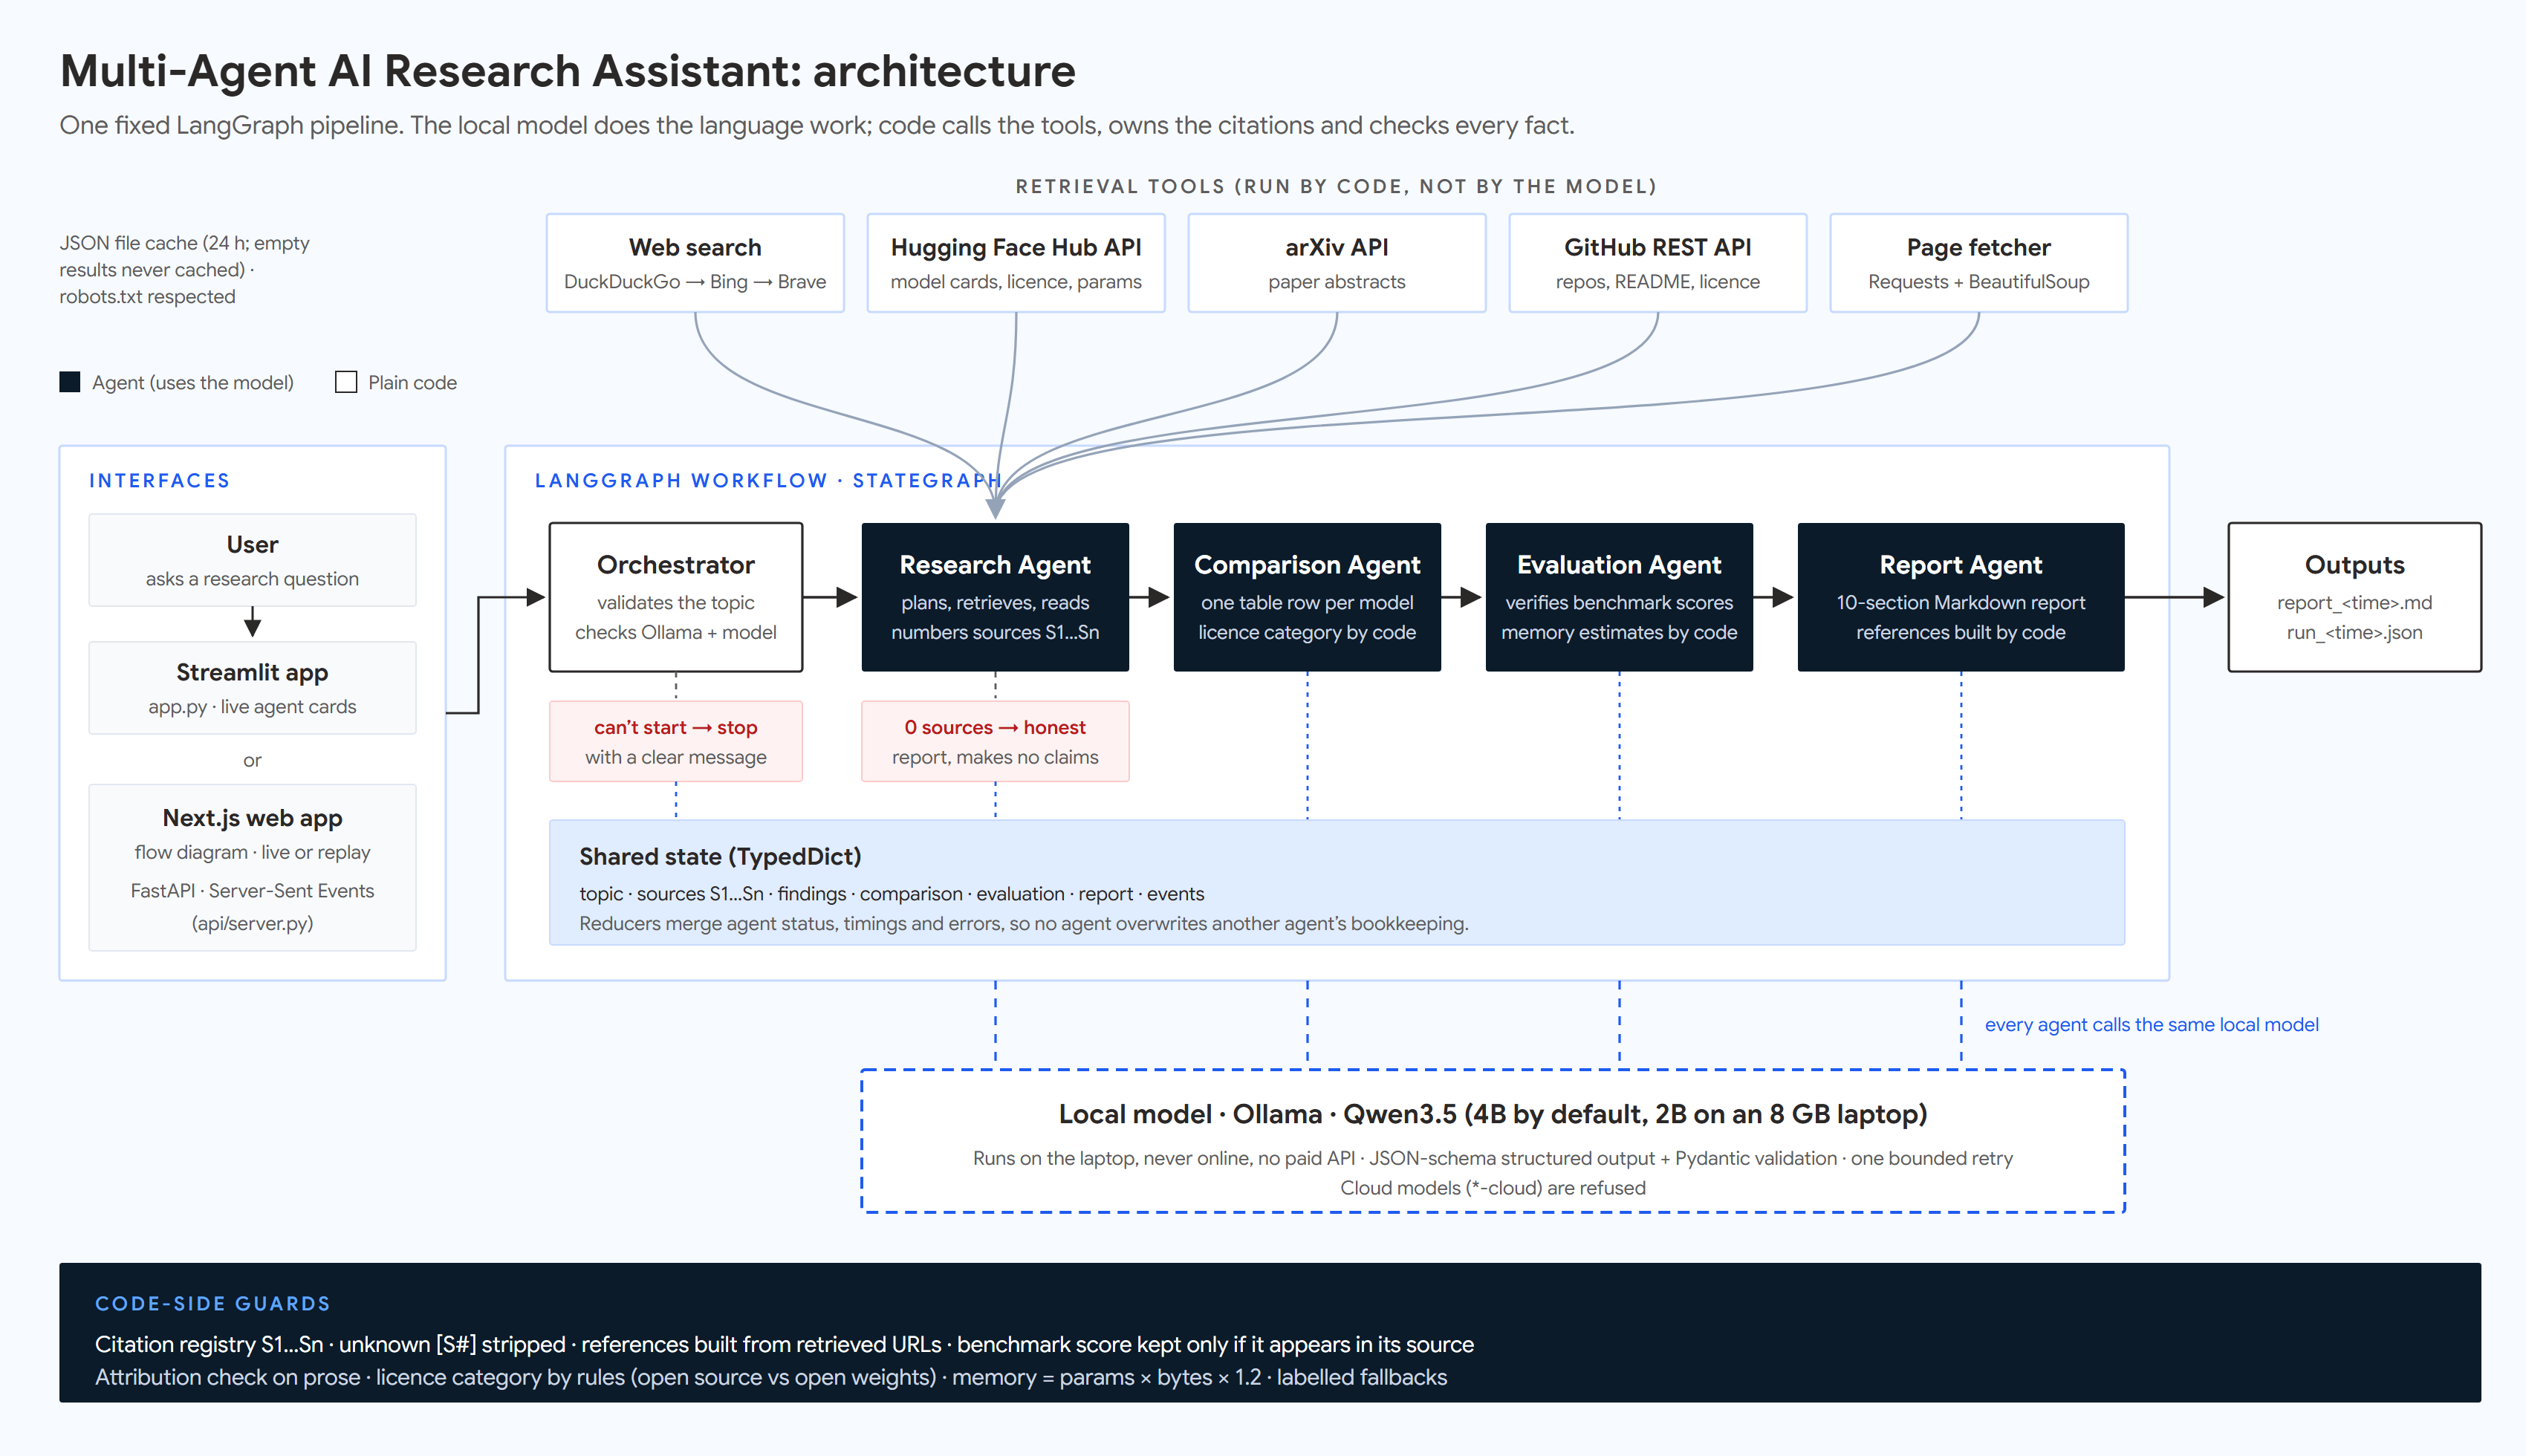 Multi-Agent AI Research Assistant: architecture
One fixed LangGraph pipeline. The local model does the language work; code calls the tools, owns the citations and checks every fact.
RETRIEVAL TOOLS (RUN BY CODE, NOT BY THE MODEL)
JSON file cache (24 h; empty
results never cached) ·
robots.txt respected
Web search
DuckDuckGo → Bing → Brave
Hugging Face Hub API
model cards, licence, params
arXiv API
paper abstracts
GitHub REST API
repos, README, licence
Page fetcher
Requests + BeautifulSoup
Agent (uses the model)
Plain code
INTERFACES
User
asks a research question
Streamlit app
app.py · live agent cards
or
Next.js web app
flow diagram · live or replay
FastAPI · Server-Sent Events
(api/server.py)
LANGGRAPH WORKFLOW · STATEGRAPH
Orchestrator
validates the topic
checks Ollama + model
Research Agent
plans, retrieves, reads
numbers sources S1...Sn
Comparison Agent
one table row per model
licence category by code
Evaluation Agent
verifies benchmark scores
memory estimates by code
Report Agent
10-section Markdown report
references built by code
Outputs
report_<time>.md
run_<time>.json
can't start → stop
with a clear message
0 sources → honest
report, makes no claims
Shared state (TypedDict)
topic · sources S1...Sn · findings · comparison · evaluation · report · events
Reducers merge agent status, timings and errors, so no agent overwrites another agent's bookkeeping.
every agent calls the same local model
Local model · Ollama · Qwen3.5 (4B by default, 2B on an 8 GB laptop)
Runs on the laptop, never online, no paid API · JSON-schema structured output + Pydantic validation · one bounded retry
Cloud models (*-cloud) are refused
CODE-SIDE GUARDS
Citation registry S1...Sn · unknown [S#] stripped · references built from retrieved URLs · benchmark score kept only if it appears in its source
Attribution check on prose · licence category by rules (open source vs open weights) · memory = params × bytes × 1.2 · labelled fallbacks